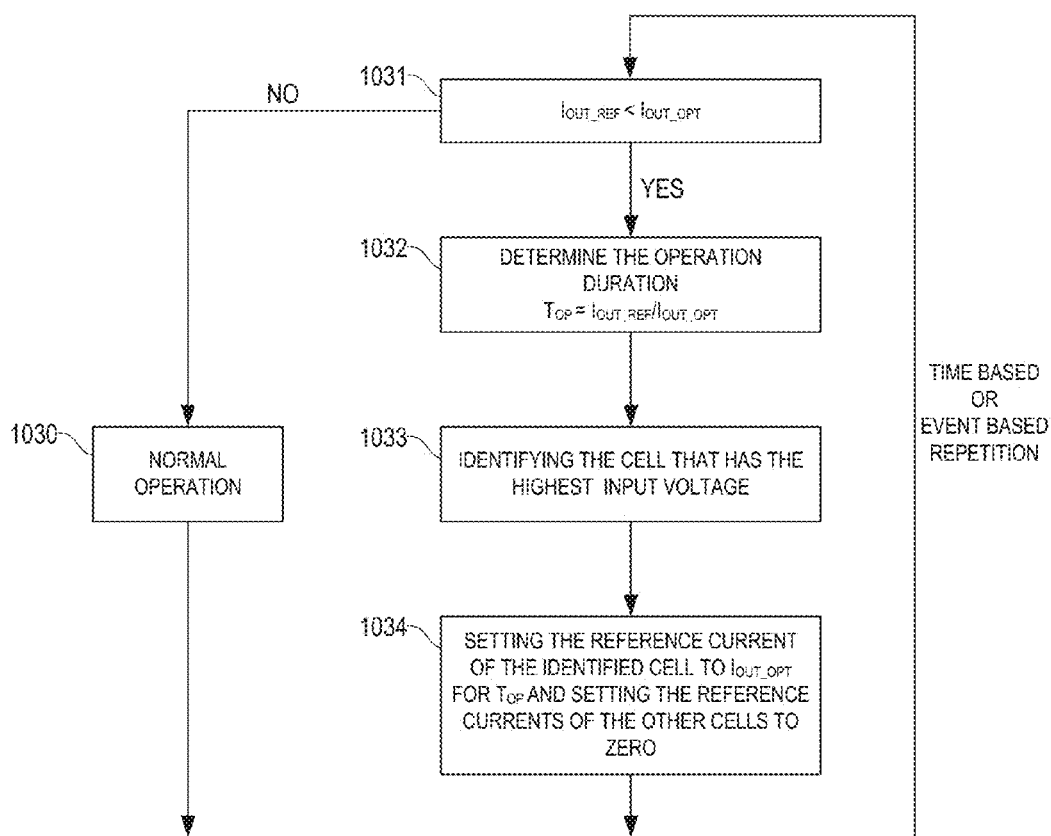 1031
I_OUT_REF < I_OUT_OPT
NO
YES
1032
DETERMINE THE OPERATION
DURATION
T_OP = I_OUT_REF/I_OUT_OPT
1030
NORMAL
OPERATION
1033
IDENTIFYING THE CELL THAT HAS THE
HIGHEST INPUT VOLTAGE
TIME BASED
OR
EVENT BASED
REPETITION
1034
SETTING THE REFERENCE CURRENT
OF THE IDENTIFIED CELL TO I_OUT_OPT
FOR T_OP AND SETTING THE REFERENCE
CURRENTS OF THE OTHER CELLS TO
ZERO